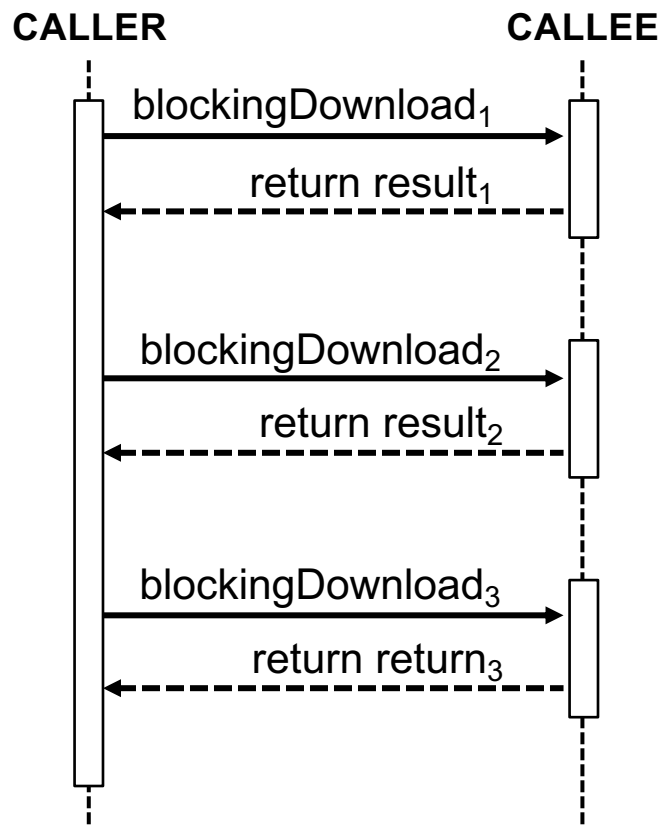 CALLER CALLEE
blockingDownload₁
return result₁
blockingDownload₂
return result₂
blockingDownload₃
return return₃